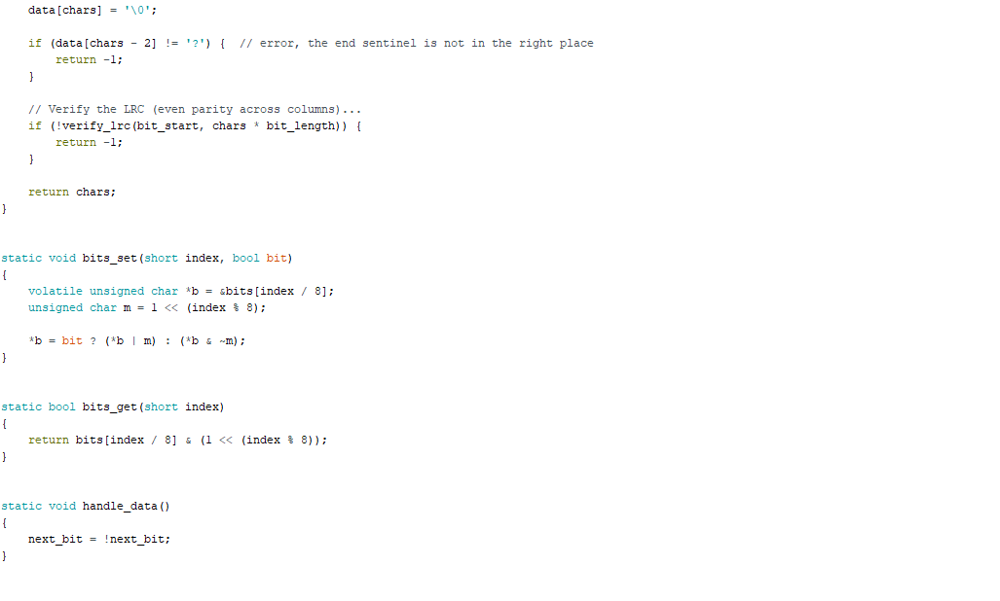 data[chars] = '\0';

    if (data[chars - 2] != '?') {  // error, the end sentinel is not in the right place
        return -1;
    }

    // Verify the LRC (even parity across columns)...
    if (!verify_lrc(bit_start, chars * bit_length)) {
        return -1;
    }

    return chars;
}


static void bits_set(short index, bool bit)
{
    volatile unsigned char *b = &bits[index / 8];
    unsigned char m = 1 << (index % 8);

    *b = bit ? (*b | m) : (*b & ~m);
}


static bool bits_get(short index)
{
    return bits[index / 8] & (1 << (index % 8));
}


static void handle_data()
{
    next_bit = !next_bit;
}